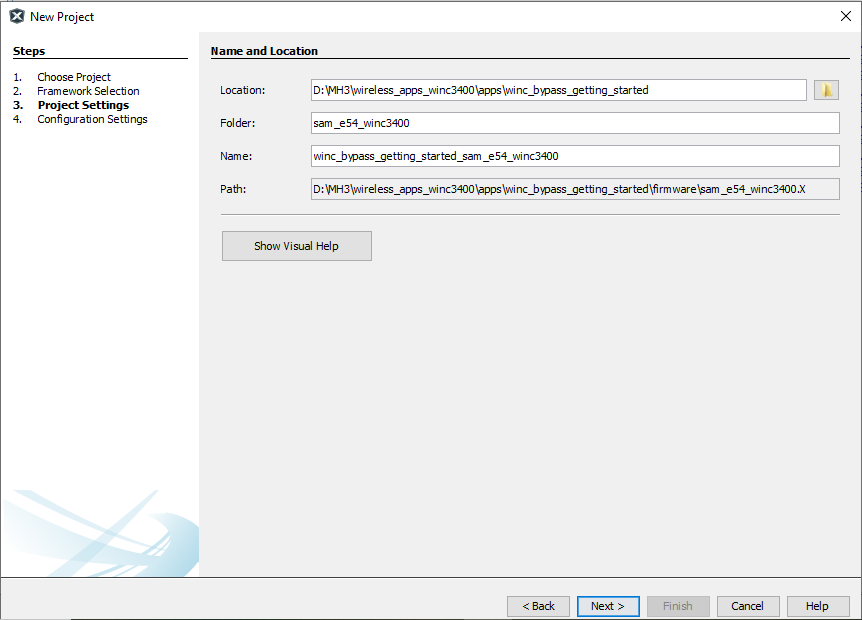 New Project
Steps
1. Choose Project
2. Framework Selection
3. Project Settings
4. Configuration Settings
Name and Location
Location: D:\MH3\wireless_apps_winc3400\apps\winc_bypass_getting_started
Folder: sam_e54_winc3400
Name: winc_bypass_getting_started_sam_e54_winc3400
Path: D:\MH3\wireless_apps_winc3400\apps\winc_bypass_getting_started\firmware\sam_e54_winc3400.X
Show Visual Help
< Back Next > Finish Cancel Help